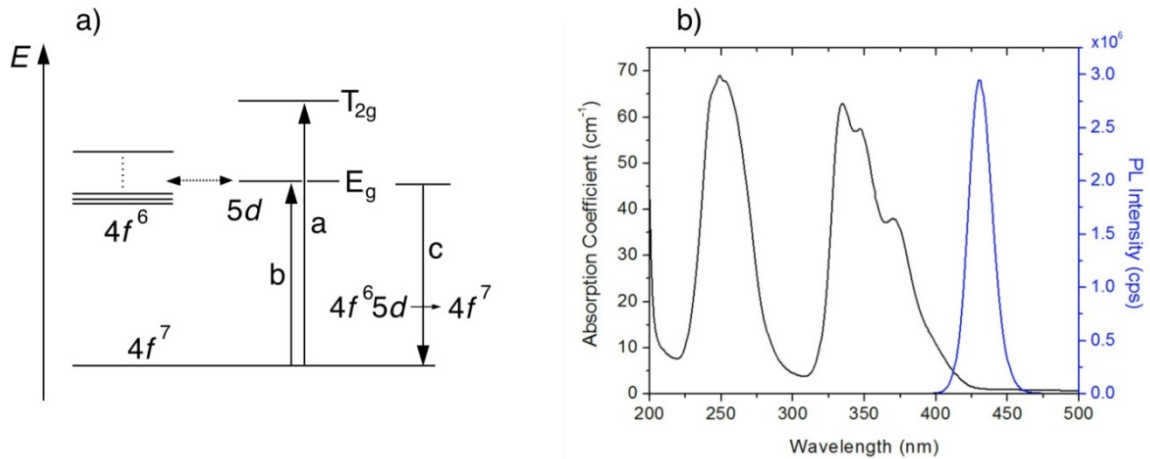 a)
E
T2g
Eg
4f6
5d
a
b
c
4f65d → 4f7
4f7
b)
x10^6
70
60
50
40
30
20
10
0
Absorption Coefficient (cm-1)
3.0
2.5
2.0
1.5
1.0
0.5
0.0
PL Intensity (cps)
200 250 300 350 400 450 500
Wavelength (nm)